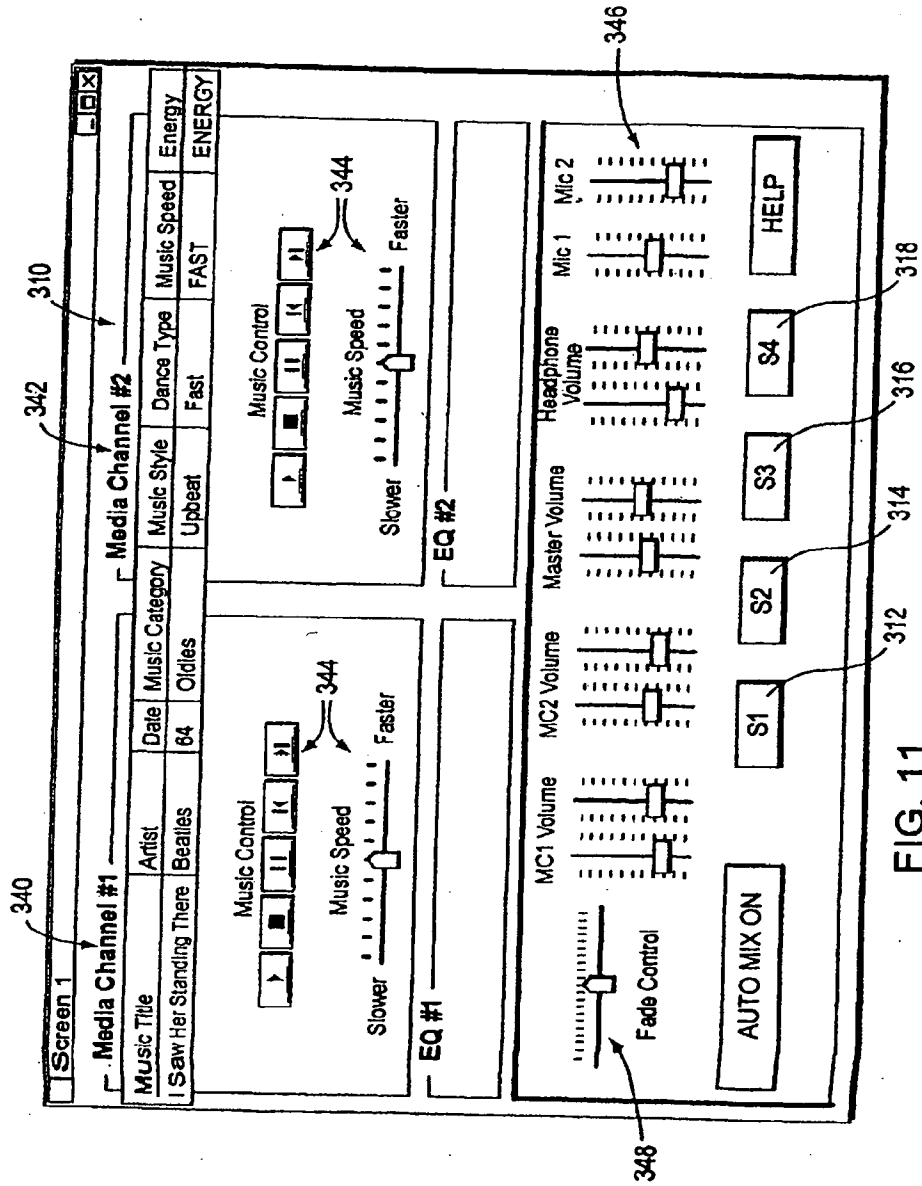 340
342
310
Screen 1
Media Channel #1
Media Channel #2
Music Title Artist Date Music Category Music Style Dance Type Music Speed Energy
I Saw Her Standing There Beatles 64 Oldies Upbeat Fast FAST ENERGY
Music Control
344
Music Speed
Slower Faster
Music Control
344
Music Speed
Slower Faster
EQ #1
EQ #2
MC1 Volume
MC2 Volume
Master Volume
Headphone Volume
Mic 1
Mic 2
346
Fade Control
348
AUTO MIX ON
S1
S2
S3
S4
HELP
312
314
316
318
FIG. 11